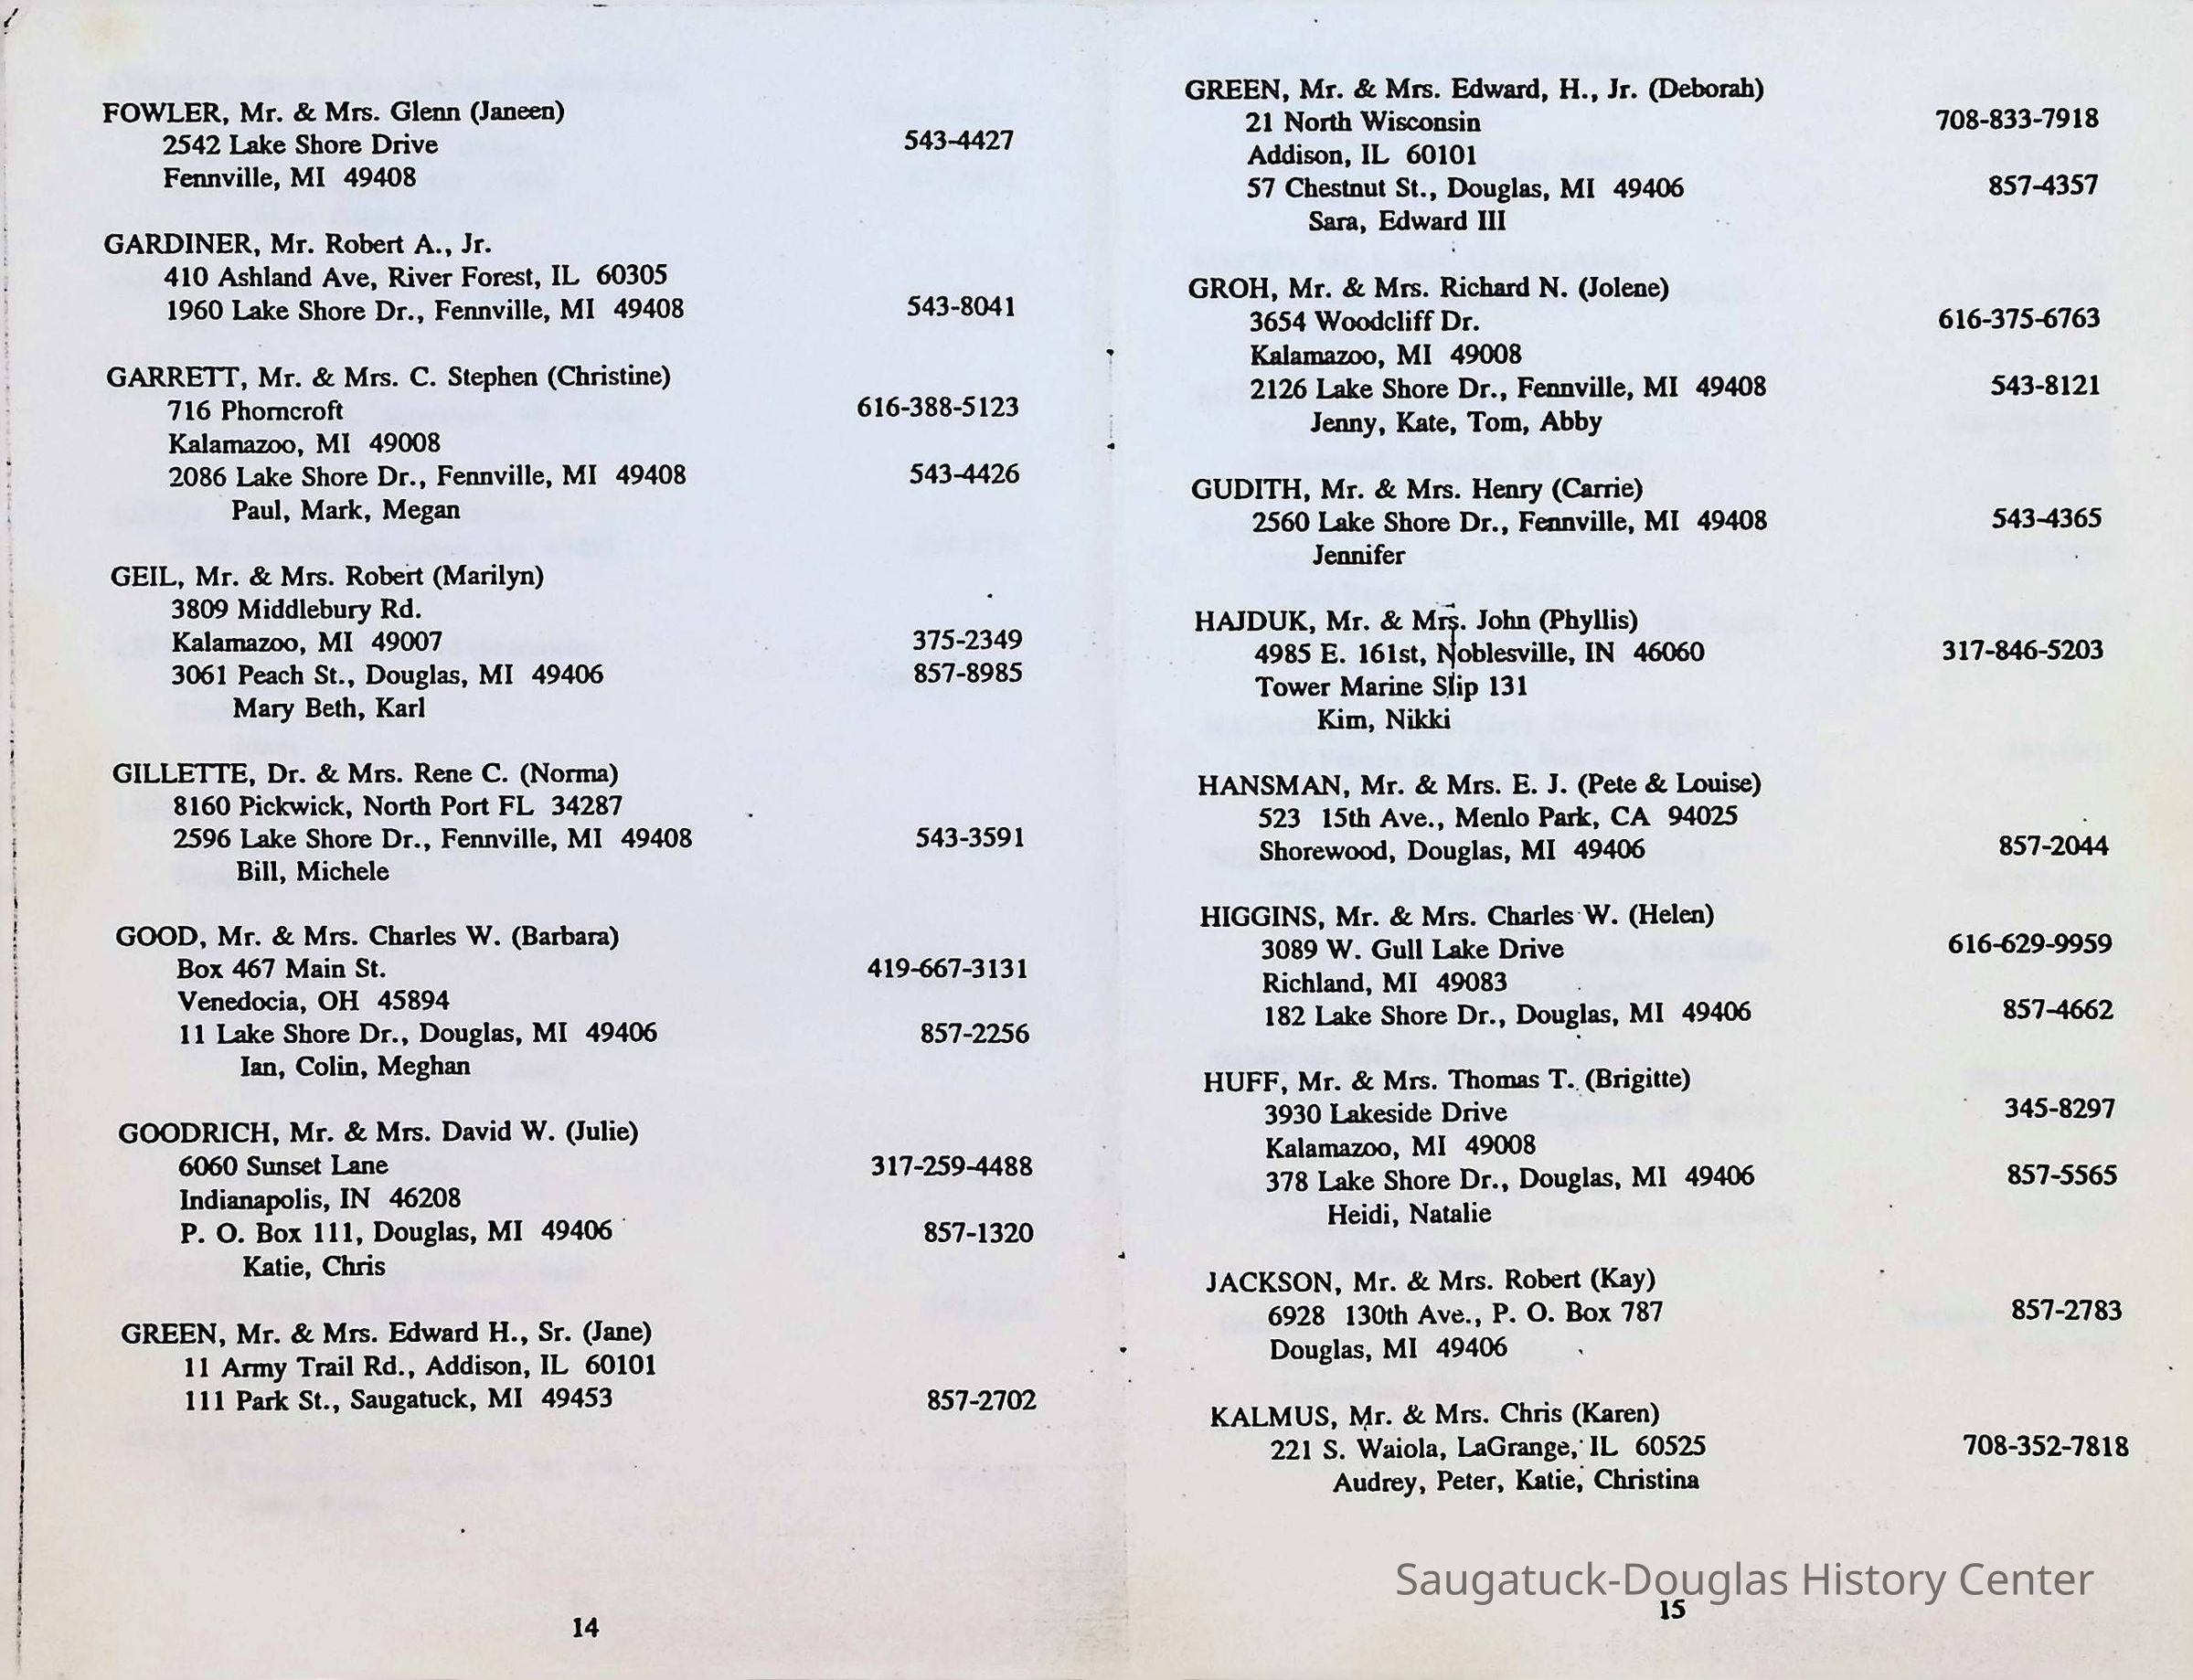 FOWLER, Mr. & Mrs. Glenn (Janeen)
2542 Lake Shore Drive 543-4427
Fennville, MI 49408
GARDINER, Mr. Robert A., Jr.
410 Ashland Ave, River Forest, IL 60305
1960 Lake Shore Dr., Fennville, MI 49408 543-8041
GARRETT, Mr. & Mrs. C. Stephen (Christine)
716 Phorncroft 616-388-5123
Kalamazoo, MI 49008
2086 Lake Shore Dr., Fennville, MI 49408 543-4426
Paul, Mark, Megan
GEIL, Mr. & Mrs. Robert (Marilyn)
3809 Middlebury Rd.
Kalamazoo, MI 49007 375-2349
3061 Peach St., Douglas, MI 49406 857-8985
Mary Beth, Karl
GILLETTE, Dr. & Mrs. Rene C. (Norma)
8160 Pickwick, North Port FL 34287
2596 Lake Shore Dr., Fennville, MI 49408 543-3591
Bill, Michele
GOOD, Mr. & Mrs. Charles W. (Barbara)
Box 467 Main St. 419-667-3131
Venedocia, OH 45894
11 Lake Shore Dr., Douglas, MI 49406 857-2256
Ian, Colin, Meghan
GOODRICH, Mr. & Mrs. David W. (Julie)
6060 Sunset Lane 317-259-4488
Indianapolis, IN 46208
P. O. Box 111, Douglas, MI 49406 857-1320
Katie, Chris
GREEN, Mr. & Mrs. Edward H., Sr. (Jane)
11 Army Trail Rd., Addison, IL 60101
111 Park St., Saugatuck, MI 49453 857-2702
14
GREEN, Mr. & Mrs. Edward, H., Jr. (Deborah)
21 North Wisconsin 708-833-7918
Addison, IL 60101
57 Chestnut St., Douglas, MI 49406 857-4357
Sara, Edward III
GROH, Mr. & Mrs. Richard N. (Jolene)
3654 Woodcliff Dr. 616-375-6763
Kalamazoo, MI 49008
2126 Lake Shore Dr., Fennville, MI 49408 543-8121
Jenny, Kate, Tom, Abby
GUDITH, Mr. & Mrs. Henry (Carrie)
2560 Lake Shore Dr., Fennville, MI 49408 543-4365
Jennifer
HAJDUK, Mr. & Mrs. John (Phyllis)
4985 E. 161st, Noblesville, IN 46060 317-846-5203
Tower Marine Slip 131
Kim, Nikki
HANSMAN, Mr. & Mrs. E. J. (Pete & Louise)
523 15th Ave., Menlo Park, CA 94025
Shorewood, Douglas, MI 49406 857-2044
HIGGINS, Mr. & Mrs. Charles W. (Helen)
3089 W. Gull Lake Drive 616-629-9959
Richland, MI 49083
182 Lake Shore Dr., Douglas, MI 49406 857-4662
HUFF, Mr. & Mrs. Thomas T. (Brigitte)
3930 Lakeside Drive 345-8297
Kalamazoo, MI 49008
378 Lake Shore Dr., Douglas, MI 49406 857-5565
Heidi, Natalie
JACKSON, Mr. & Mrs. Robert (Kay)
6928 130th Ave., P. O. Box 787 857-2783
Douglas, MI 49406
KALMUS, Mr. & Mrs. Chris (Karen)
221 S. Waiola, LaGrange, IL 60525 708-352-7818
Audrey, Peter, Katie, Christina
Saugatuck-Douglas History Center
15